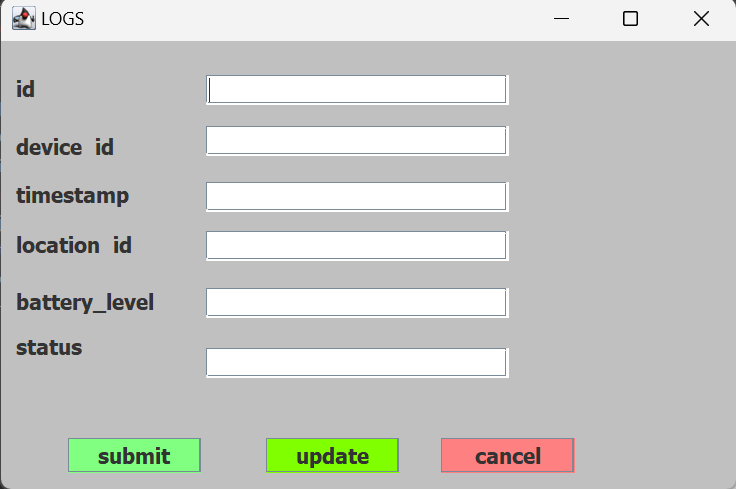 LOGS
id
device id
timestamp
location id
battery_level
status
submit update cancel